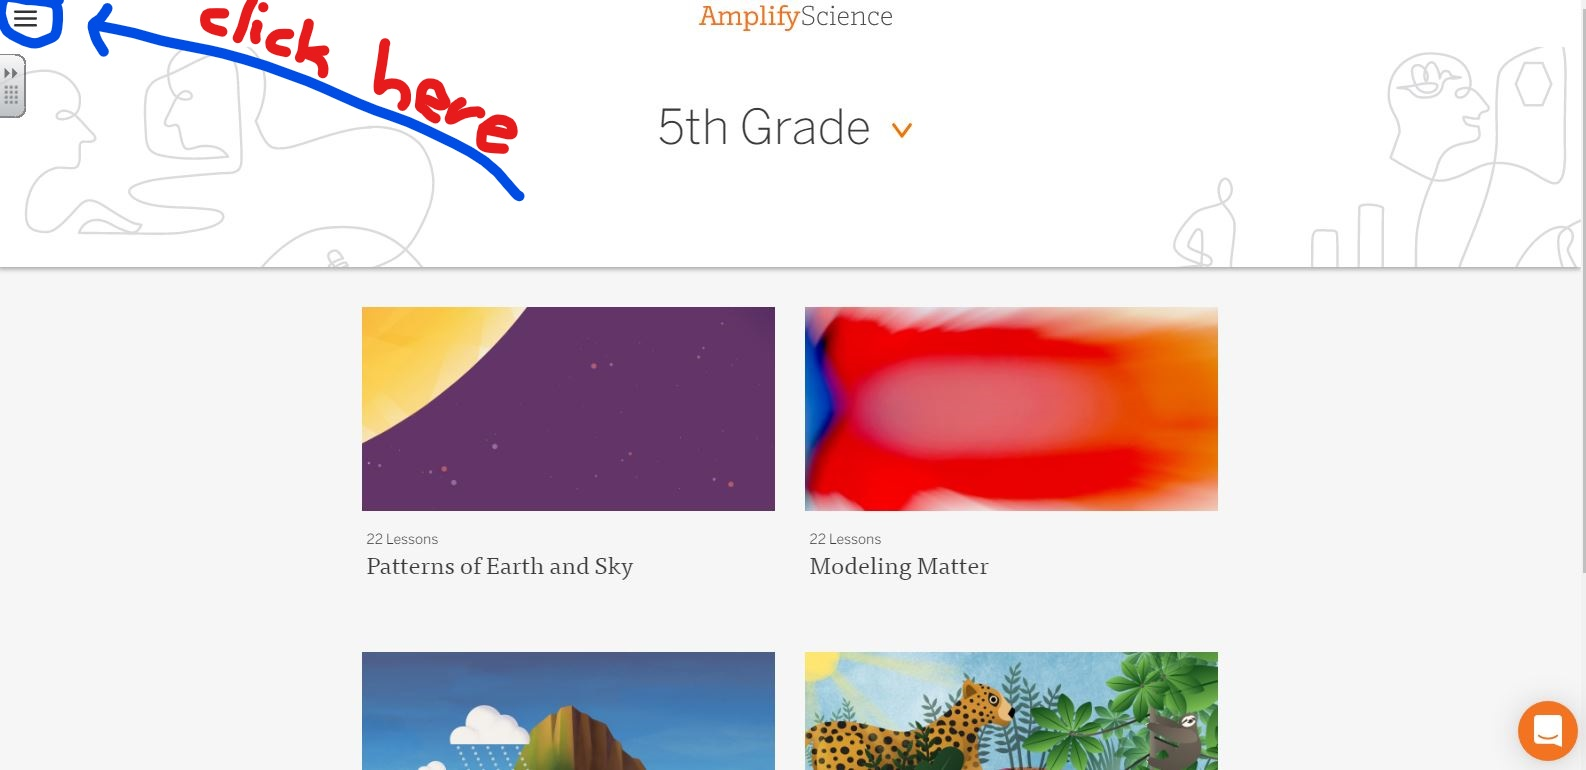 click here
AmplifyScience
5th Grade
22 Lessons
Patterns of Earth and Sky
22 Lessons
Modeling Matter